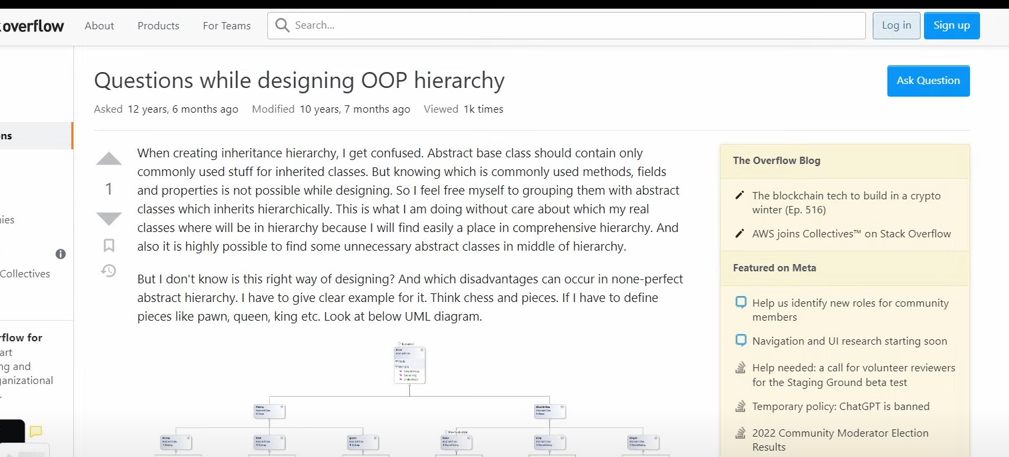 overflow
About
Products
For Teams
Search...
Log in
Sign up
Questions while designing OOP hierarchy
Ask Question
Asked 12 years, 6 months ago Modified 10 years, 7 months ago Viewed 1k times
ns
ies
Collectives
rflow for
art
ng and
ganizational
1
When creating inheritance hierarchy, I get confused. Abstract base class should contain only
commonly used stuff for inherited classes. But knowing which is commonly used methods, fields
and properties is not possible while designing. So I feel free myself to grouping them with abstract
classes which inherits hierarchically. This is what I am doing without care about which my real
classes where will be in hierarchy because I will find easily a place in comprehensive hierarchy. And
also it is highly possible to find some unnecessary abstract classes in middle of hierarchy.
But I don't know is this right way of designing? And which disadvantages can occur in none-perfect
abstract hierarchy. I have to give clear example for it. Think chess and pieces. If I have to define
pieces like pawn, queen, king etc. Look at below UML diagram.
The Overflow Blog
The blockchain tech to build in a crypto
winter (Ep. 516)
AWS joins Collectives™ on Stack Overflow
Featured on Meta
Help us identify new roles for community
members
Navigation and UI research starting soon
Help needed: a call for volunteer reviewers
for the Staging Ground beta test
Temporary policy: ChatGPT is banned
2022 Community Moderator Election
Results